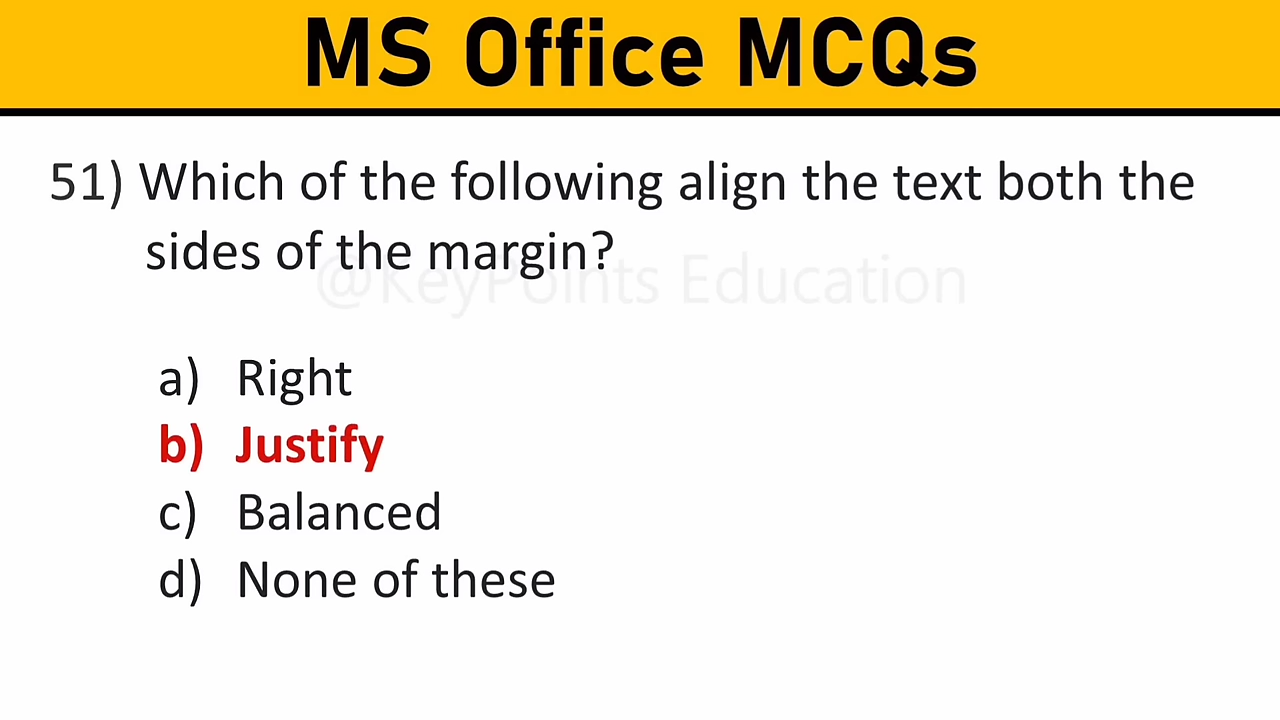 MS Office MCQs
51) Which of the following align the text both the
sides of the margin?
@KeyPoints Education
a) Right
b) Justify
c) Balanced
d) None of these